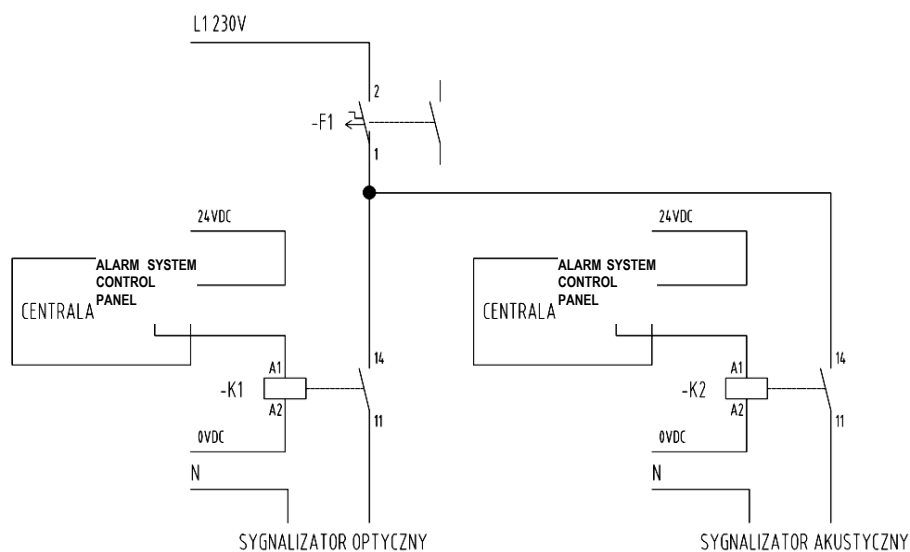 L1 230V
2
-F1
1
24VDC
ALARM SYSTEM
CONTROL
PANEL
CENTRALA
A1
14
-K1
A2
11
0VDC
N
SYGNALIZATOR OPTYCZNY
24VDC
ALARM SYSTEM
CONTROL
PANEL
CENTRALA
A1
14
-K2
A2
11
0VDC
N
SYGNALIZATOR AKUSTYCZNY